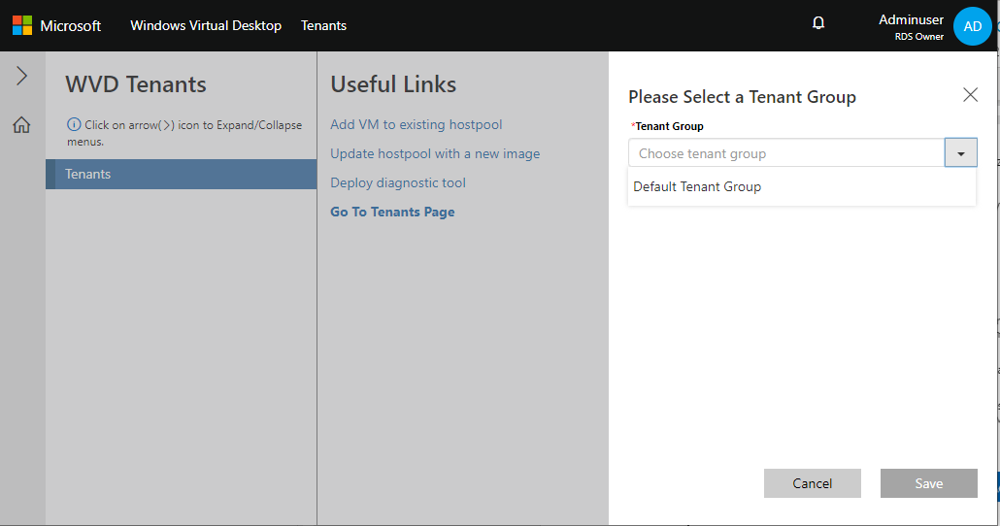 Microsoft
Windows Virtual Desktop
Tenants
Adminuser
RDS Owner
AD
WVD Tenants
Click on arrow(>) icon to Expand/Collapse
menus.
Tenants
Useful Links
Add VM to existing hostpool
Update hostpool with a new image
Deploy diagnostic tool
Go To Tenants Page
Please Select a Tenant Group
*Tenant Group
Choose tenant group
Default Tenant Group
Cancel
Save